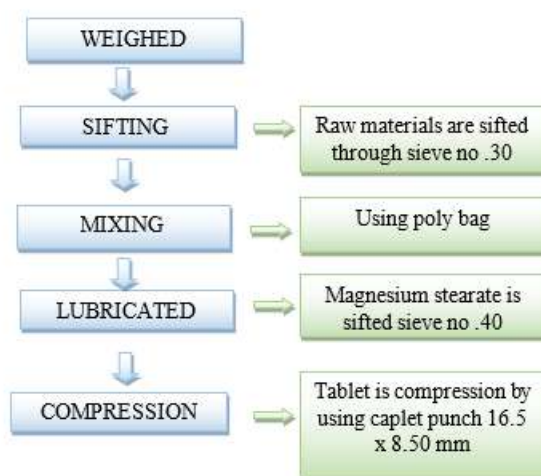 WEIGHED
SIFTING
Raw materials are sifted
through sieve no .30
MIXING
Using poly bag
LUBRICATED
Magnesium stearate is
sifted sieve no .40
COMPRESSION
Tablet is compression by
using caplet punch 16.5
x 8.50 mm